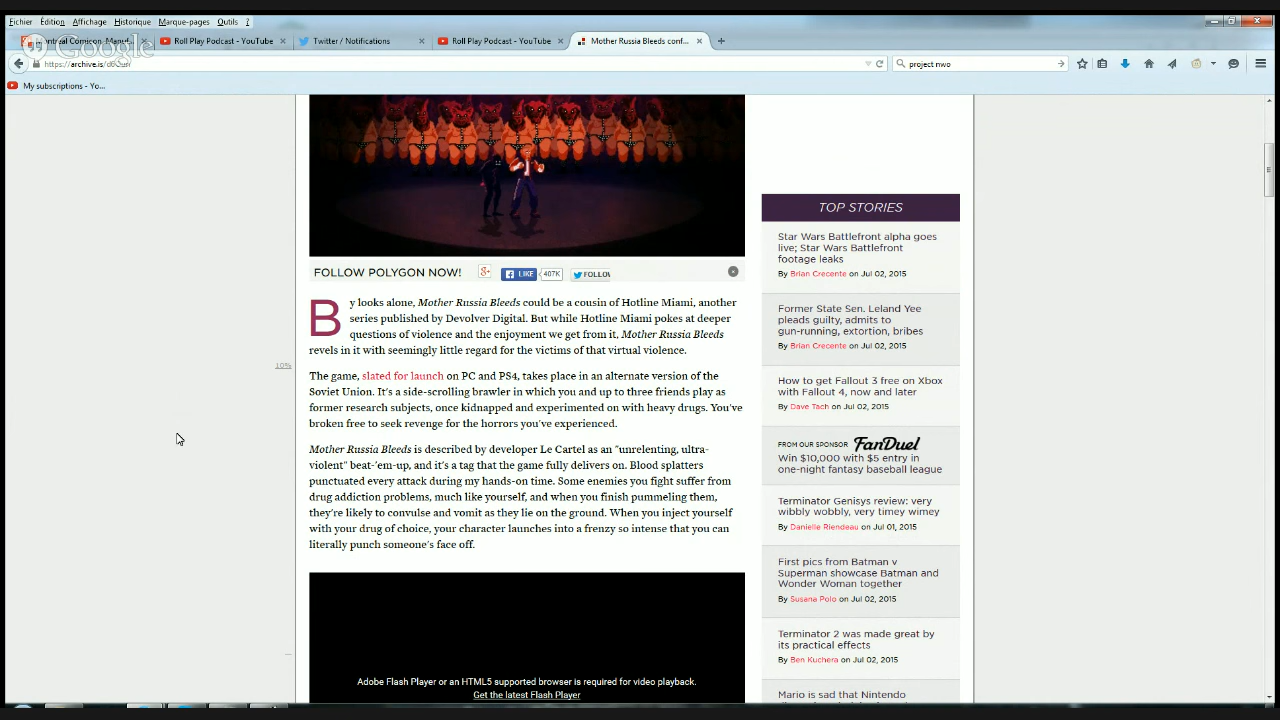 Fichier Édition Affichage Historique Marque-pages Outils ?
Montreal Comicon, Manuf... Roll Play Podcast - YouTube Twitter / Notifications Roll Play Podcast - YouTube Mother Russia Bleeds conf...
Google
https://archive.is/
project nwo
My subscriptions - Yo...
FOLLOW POLYGON NOW!
LIKE 407K FOLLO
By looks alone, Mother Russia Bleeds could be a cousin of Hotline Miami, another
series published by Devolver Digital. But while Hotline Miami pokes at deeper
questions of violence and the enjoyment we get from it, Mother Russia Bleeds
revels in it with seemingly little regard for the victims of that virtual violence.
10%
The game, slated for launch on PC and PS4, takes place in an alternate version of the
Soviet Union. It's a side-scrolling brawler in which you and up to three friends play as
former research subjects, once kidnapped and experimented on with heavy drugs. You've
broken free to seek revenge for the horrors you've experienced.
Mother Russia Bleeds is described by developer Le Cartel as an "unrelenting, ultra-
violent" beat-'em-up, and it's a tag that the game fully delivers on. Blood splatters
punctuated every attack during my hands-on time. Some enemies you fight suffer from
drug addiction problems, much like yourself, and when you finish pummeling them,
they're likely to convulse and vomit as they lie on the ground. When you inject yourself
with your drug of choice, your character launches into a frenzy so intense that you can
literally punch someone's face off.
Adobe Flash Player or an HTML5 supported browser is required for video playback.
Get the latest Flash Player
TOP STORIES
Star Wars Battlefront alpha goes
live; Star Wars Battlefront
footage leaks
By Brian Crecente on Jul 02, 2015
Former State Sen. Leland Yee
pleads guilty, admits to
gun-running, extortion, bribes
By Brian Crecente on Jul 02, 2015
How to get Fallout 3 free on Xbox
with Fallout 4, now and later
By Dave Tach on Jul 02, 2015
FROM OUR SPONSOR FanDuel
Win $10,000 with $5 entry in
one-night fantasy baseball league
Terminator Genisys review: very
wibbly wobbly, very timey wimey
By Danielle Riendeau on Jul 01, 2015
First pics from Batman v
Superman showcase Batman and
Wonder Woman together
By Susana Polo on Jul 02, 2015
Terminator 2 was made great by
its practical effects
By Ben Kuchera on Jul 02, 2015
Mario is sad that Nintendo